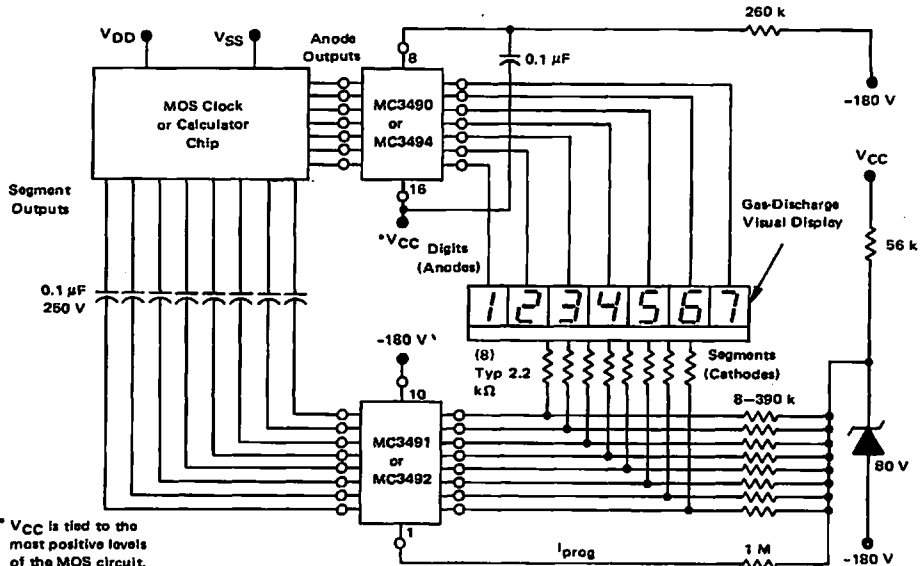 260 k
VDD
VSS
Anode
Outputs
8
0.1 μF
-180 V
MOS Clock
or Calculator
Chip
MC3490
or
MC3494
VCC
Segment
Outputs
16
*VCC
Digits
(Anodes)
Gas-Discharge
Visual Display
56 k
0.1 μF
250 V
1 2 3 4 5 6 7
-180 V
(8)
Typ 2.2
kΩ
Segments
(Cathodes)
10
8-390 k
MC3491
or
MC3492
80 V
1
Iprog
1 M
-180 V
* VCC is tied to the
most positive levels
of the MOS circuit.